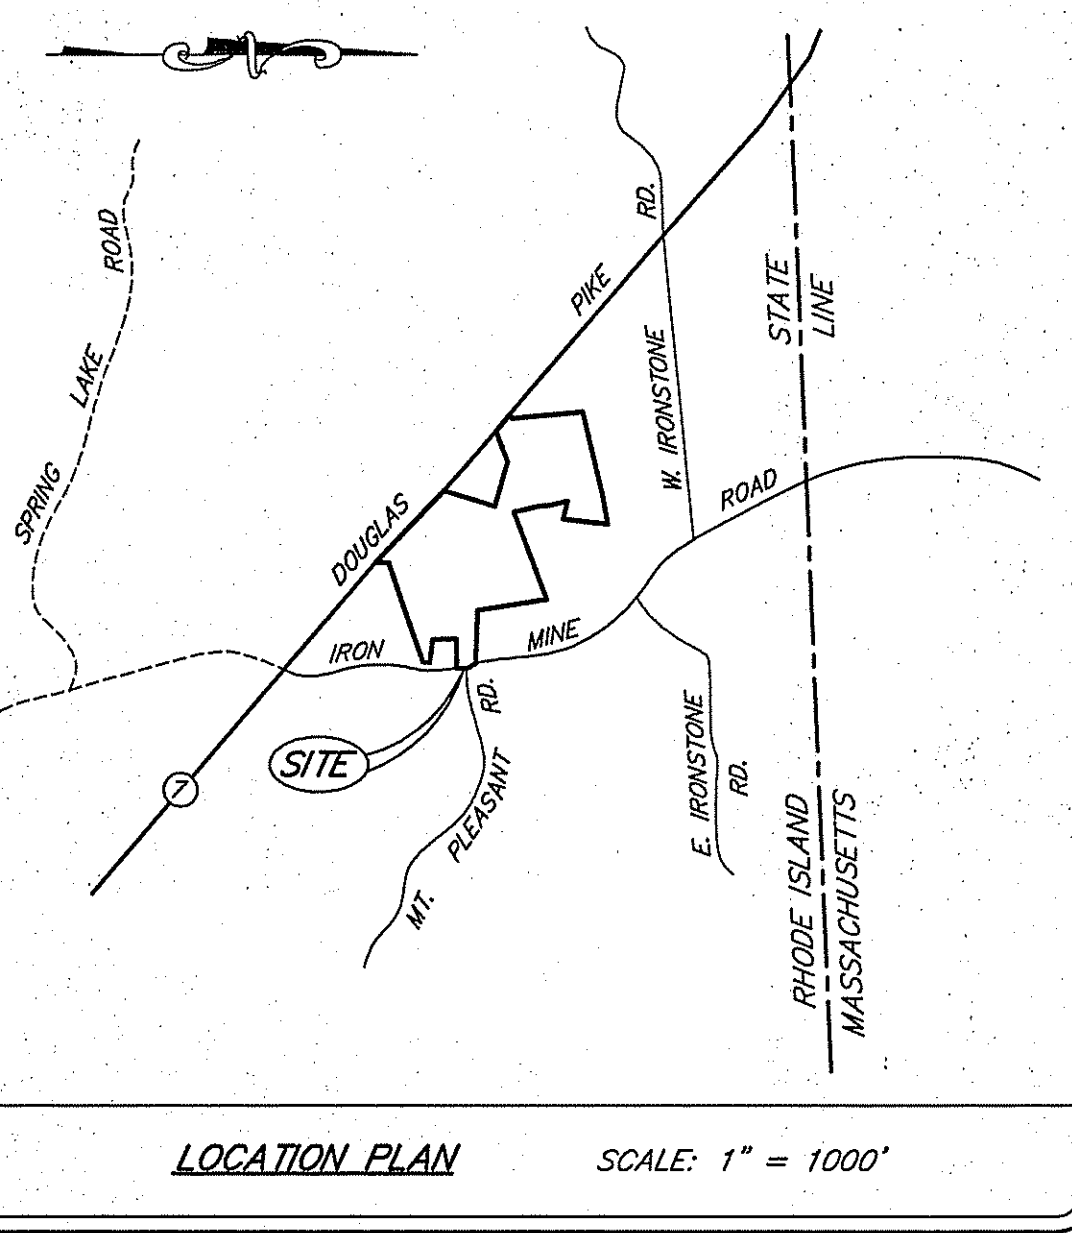 SPRING LAKE ROAD
DOUGLAS PIKE
W. IRONSTONE RD.
STATE LINE
IRON MINE ROAD
SITE
7
MT. PLEASANT RD.
E. IRONSTONE RD.
RHODE ISLAND
MASSACHUSETTS
LOCATION PLAN
SCALE: 1" = 1000'